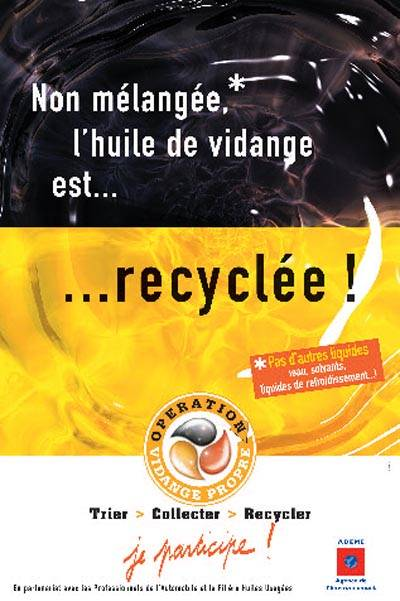 Non mélangée,*
l'huile de vidange
est...
...recyclée !
* Pas d'autres liquides
(eau, solvants,
liquides de refroidissement...)
OPERATION
VIDANGE PROPRE
Trier > Collecter > Recycler
je participe !
ADEME
Agence de
En partenariat avec les Professionnels de l'Automobile et la Filière Huiles Usagées